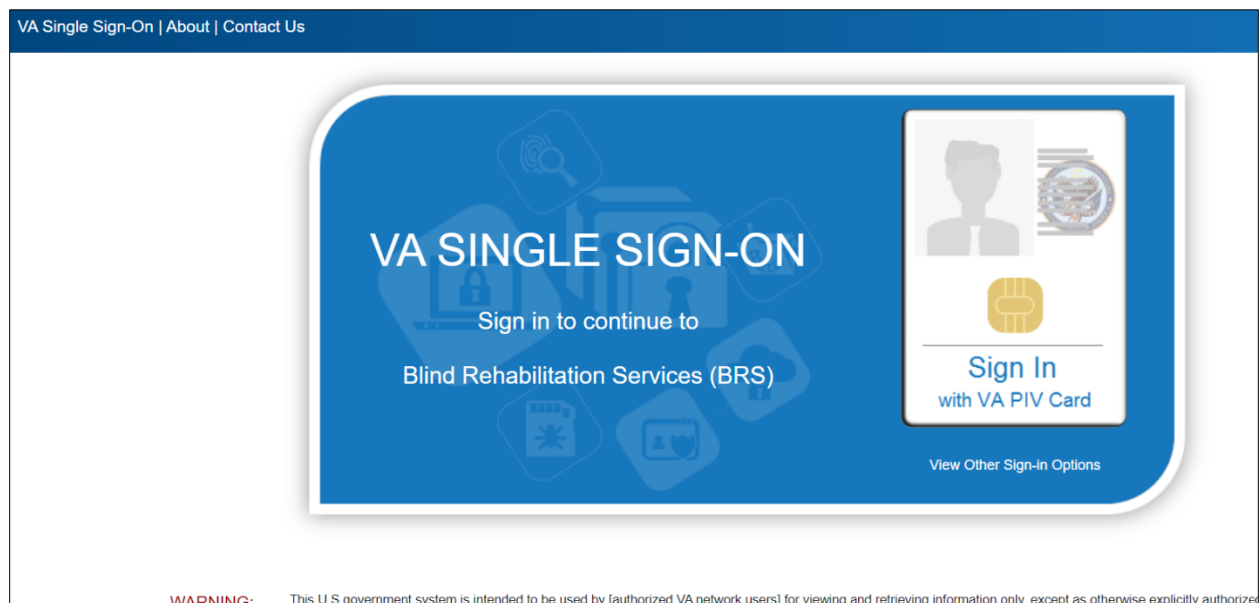 VA Single Sign-On | About | Contact Us
VA SINGLE SIGN-ON
Sign in to continue to
Blind Rehabilitation Services (BRS)
Sign In
with VA PIV Card
View Other Sign-in Options
WARNING: This U.S government system is intended to be used by [authorized VA network users] for viewing and retrieving information only, except as otherwise explicitly authorize